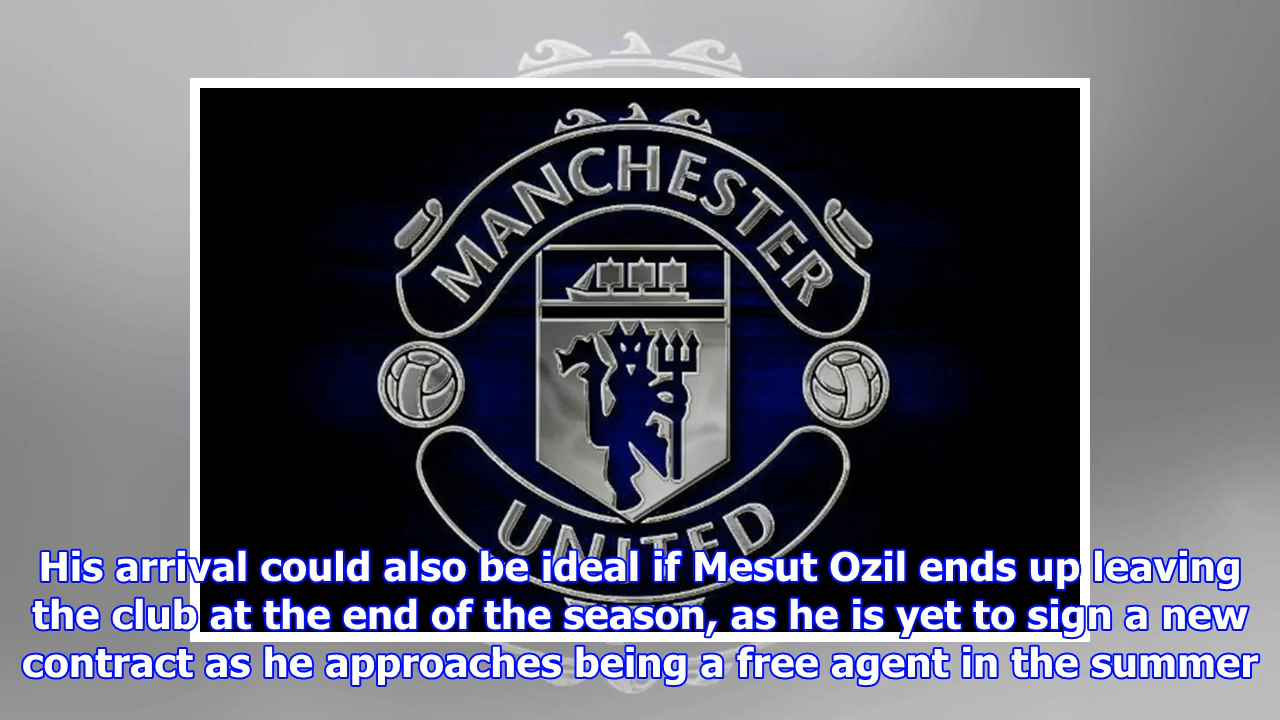 MANCHESTER
UNITED
His arrival could also be ideal if Mesut Ozil ends up leaving
the club at the end of the season, as he is yet to sign a new
contract as he approaches being a free agent in the summer